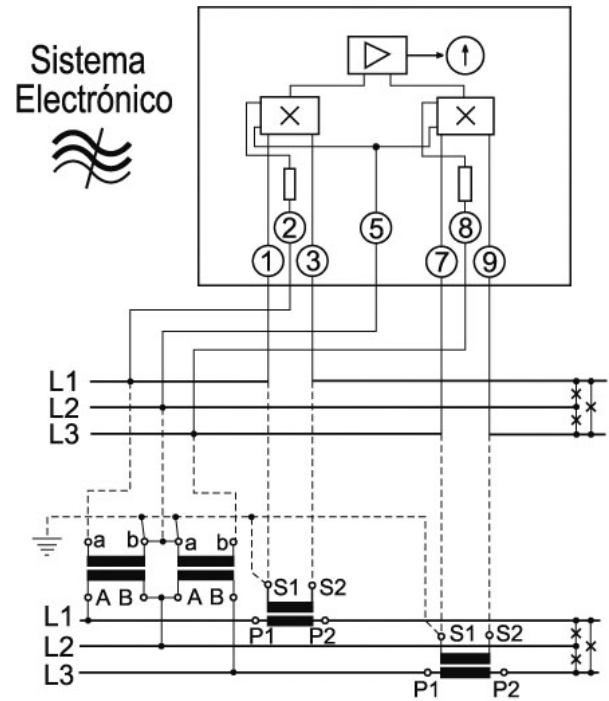 Sistema
Electrónico
2 5 8
1 3 7 9
L1
L2
L3
a b a b
A B A B
S1 S2
L1
P1 P2
S1 S2
L2
L3
P1 P2